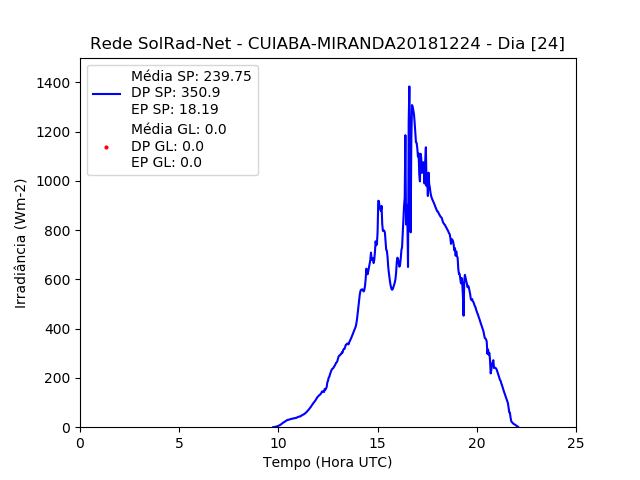 Rede SolRad-Net - CUIABA-MIRANDA20181224 - Dia [24]
Média SP: 239.75
DP SP: 350.9
EP SP: 18.19
Média GL: 0.0
DP GL: 0.0
EP GL: 0.0
1400
1200
1000
800
600
400
200
0
Irradiância (Wm-2)
0 5 10 15 20 25
Tempo (Hora UTC)